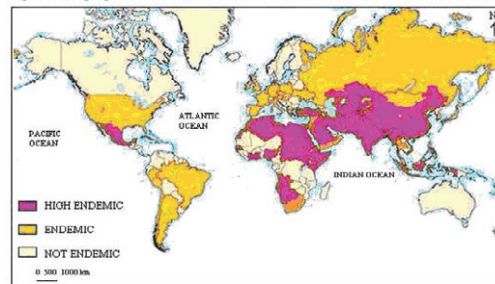 N
ATLANTIC
OCEAN
PACIFIC
OCEAN
INDIAN OCEAN
HIGH ENDEMIC
ENDEMIC
NOT ENDEMIC
0 500 1000 km